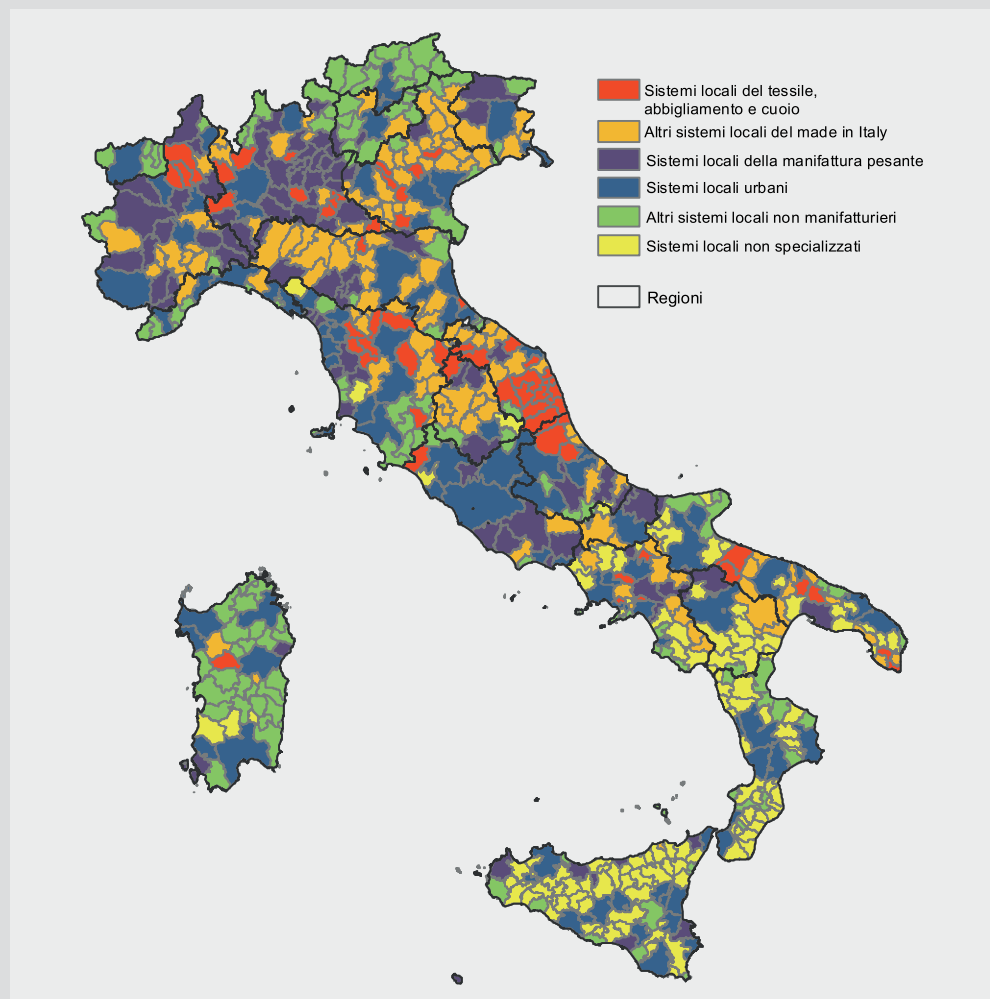 Sistemi locali del tessile,
abbigliamento e cuoio
Altri sistemi locali del made in Italy
Sistemi locali della manifattura pesante
Sistemi locali urbani
Altri sistemi locali non manifatturieri
Sistemi locali non specializzati
Regioni